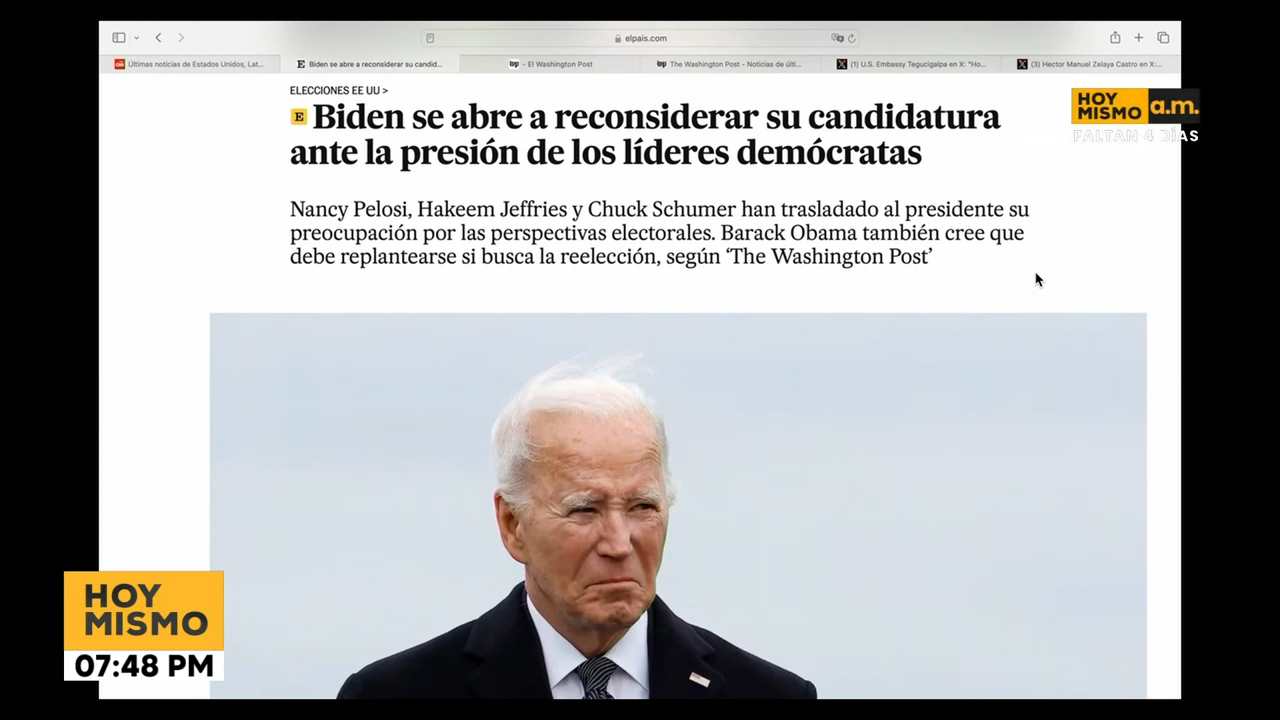 elpais.com
Últimas noticias de Estados Unidos, Lat...
Biden se abre a reconsiderar su candid...
- El Washington Post
The Washington Post - Noticias de últi...
(1) U.S. Embassy Tegucigalpa en X: "Ho...
(3) Hector Manuel Zelaya Castro en X:...
ELECCIONES EE UU >
E Biden se abre a reconsiderar su candidatura
ante la presión de los líderes demócratas
HOY
MISMO a.m.
FALTAN 4 DÍAS
Nancy Pelosi, Hakeem Jeffries y Chuck Schumer han trasladado al presidente su
preocupación por las perspectivas electorales. Barack Obama también cree que
debe replantearse si busca la reelección, según ‘The Washington Post’
HOY
MISMO
07:48 PM